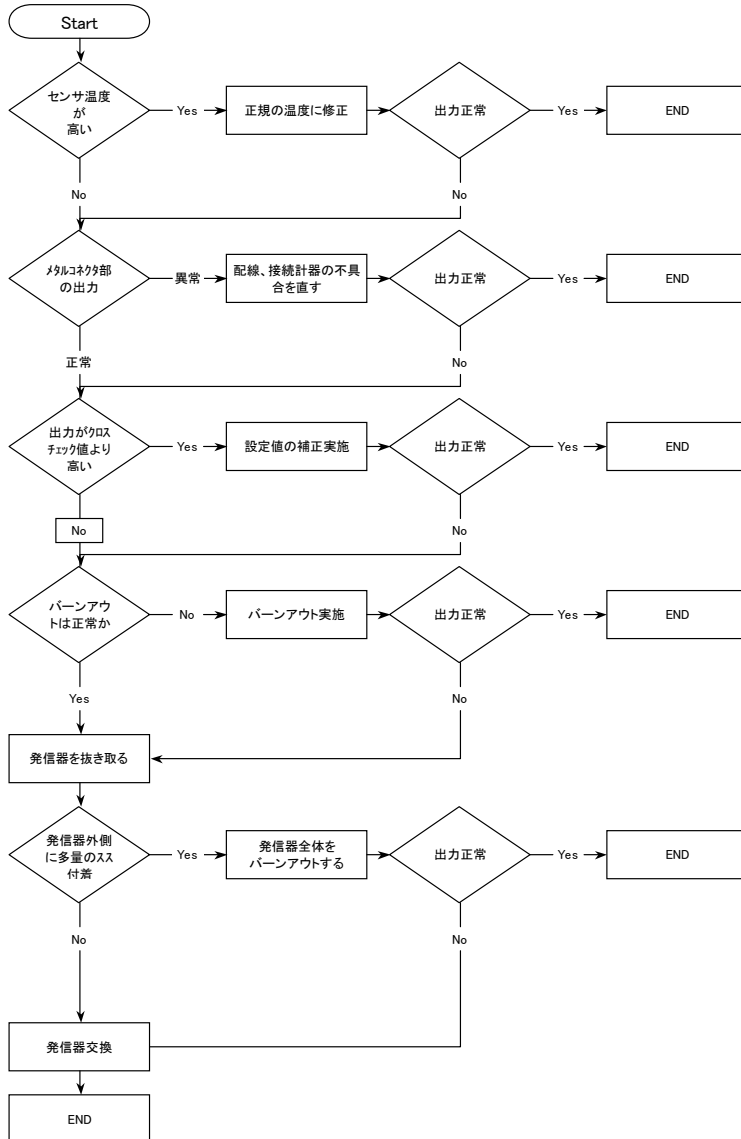 Start
センサ温度
が
高い
Yes
正規の温度に修正
出力正常
Yes
END
No
No
ﾒﾀﾙｺﾈｸﾀ部
の出力
異常
配線、接続計器の不具
合を直す
出力正常
Yes
END
正常
No
出力がｸﾛｽ
ﾁｪｯｸ値より
高い
Yes
設定値の補正実施
出力正常
Yes
END
No
No
バーンアウ
トは正常か
No
バーンアウト実施
出力正常
Yes
END
Yes
No
発信器を抜き取る
発信器外側
に多量のｽｽ
付着
Yes
発信器全体を
バーンアウトする
出力正常
Yes
END
No
No
発信器交換
END